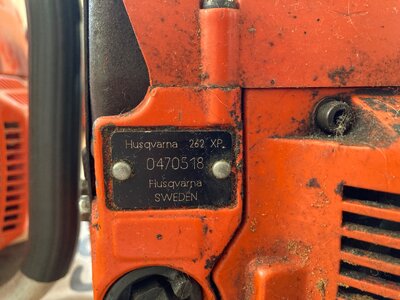 Husqvarna 262 XP
0470518
Husqvarna
SWEDEN